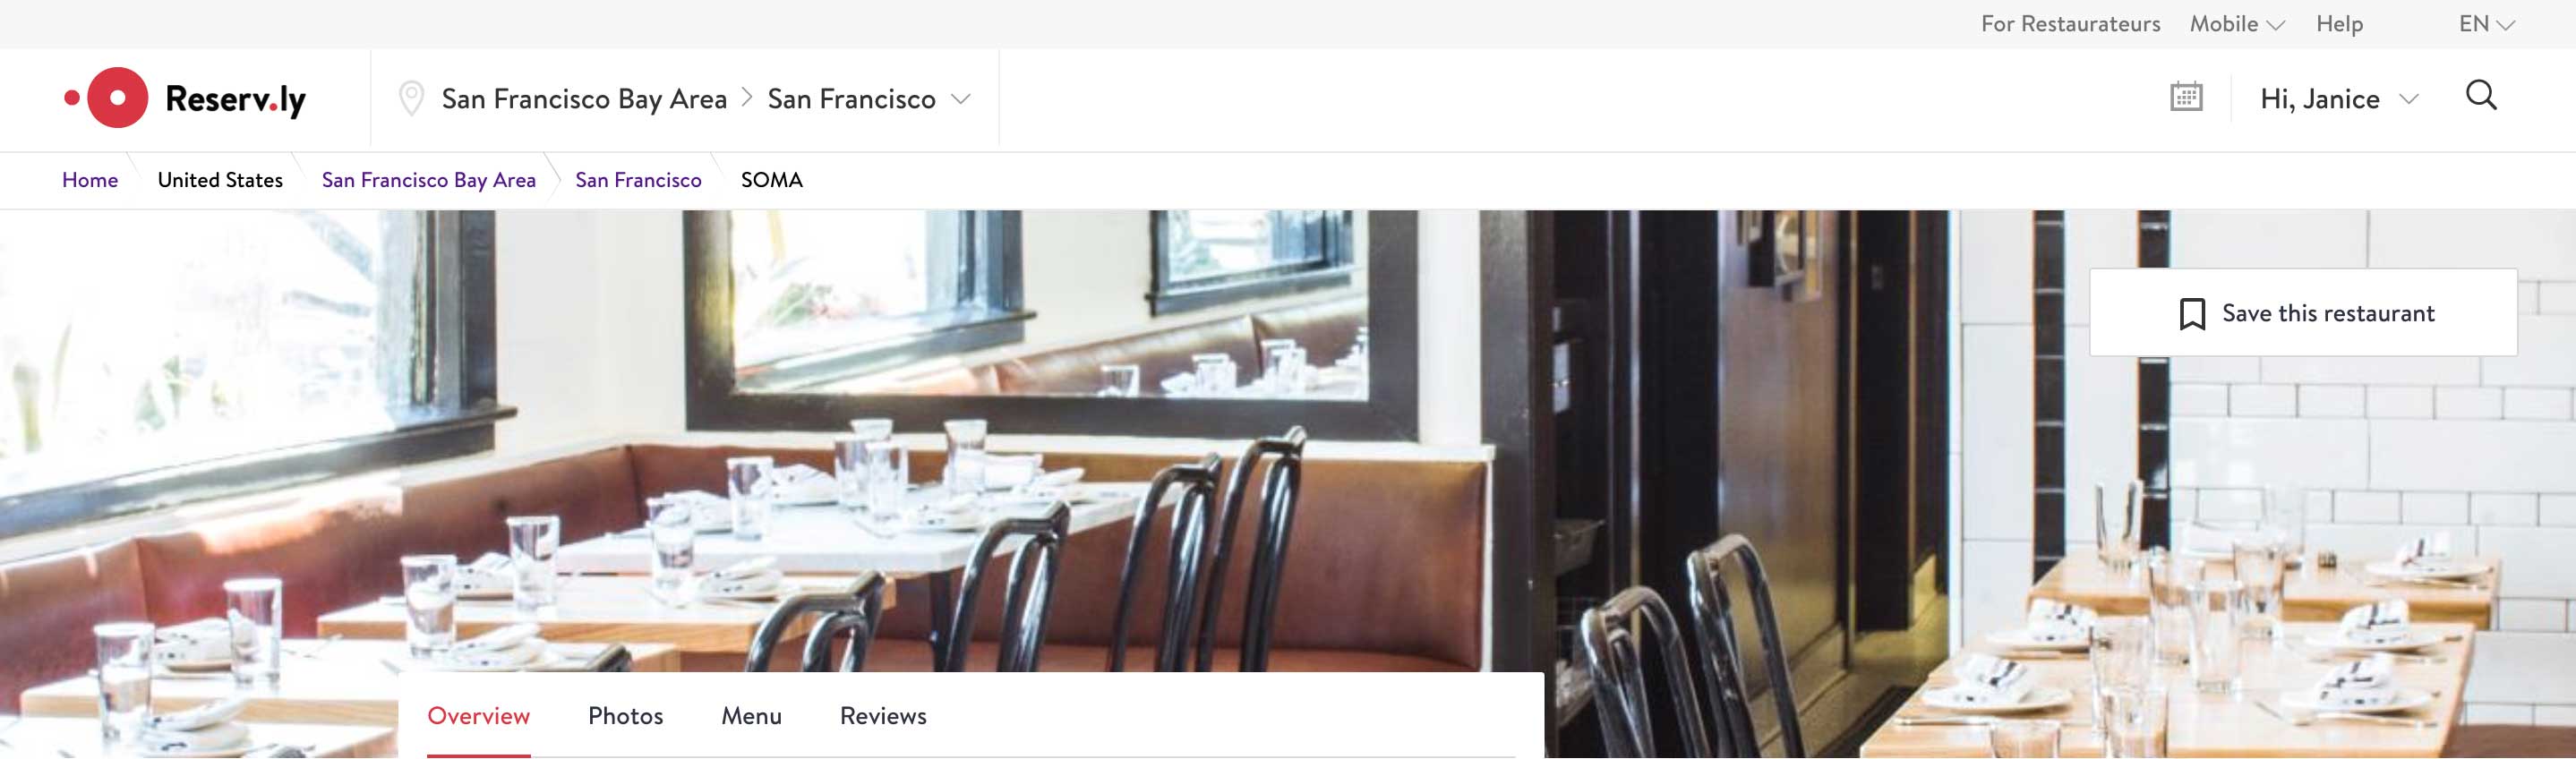 For Restaurateurs Mobile Help EN
Reserv.ly San Francisco Bay Area San Francisco Hi, Janice
Home United States San Francisco Bay Area San Francisco SOMA
Save this restaurant
Overview Photos Menu Reviews